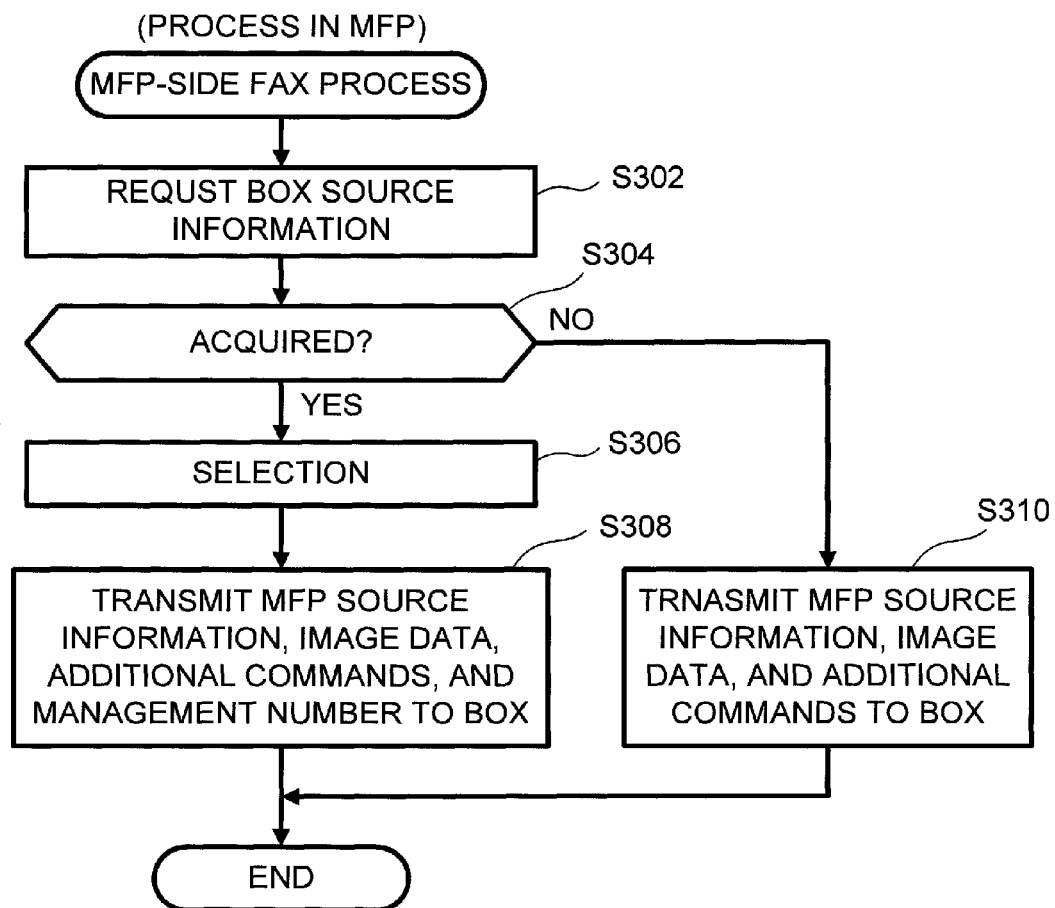 (PROCESS IN MFP)
MFP-SIDE FAX PROCESS
REQUST BOX SOURCE
INFORMATION
S302
S304
ACQUIRED?
NO
YES
SELECTION
S306
S308
TRANSMIT MFP SOURCE
INFORMATION, IMAGE DATA,
ADDITIONAL COMMANDS, AND
MANAGEMENT NUMBER TO BOX
S310
TRNASMIT MFP SOURCE
INFORMATION, IMAGE
DATA, AND ADDITIONAL
COMMANDS TO BOX
END